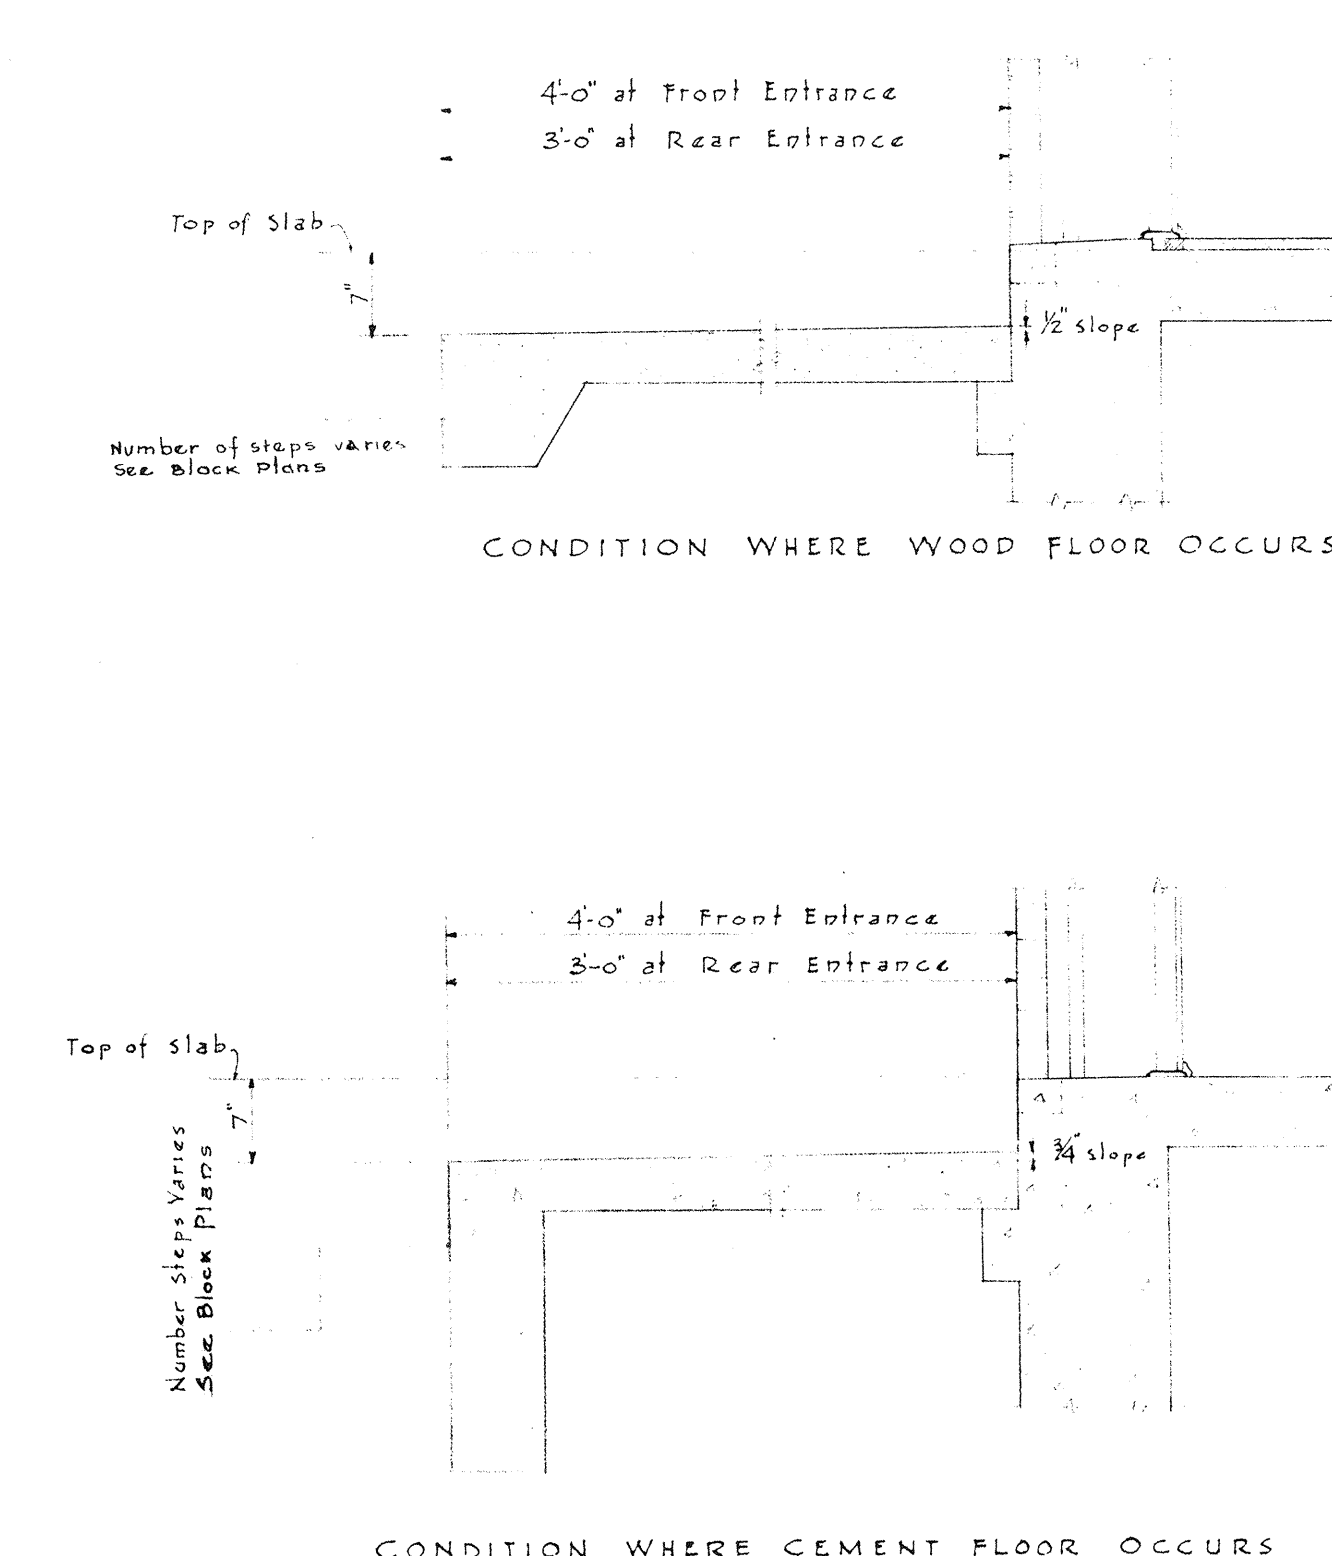 4'-0" at Front Entrance
3'-0" at Rear Entrance
Top of Slab
7"
1/2" slope
Number of steps varies
See Block Plans
CONDITION WHERE WOOD FLOOR OCCURS
4'-0" at Front Entrance
3'-0" at Rear Entrance
Top of Slab
7"
3/4" slope
Number Steps Varies
See Block Plans
CONDITION WHERE CEMENT FLOOR OCCURS